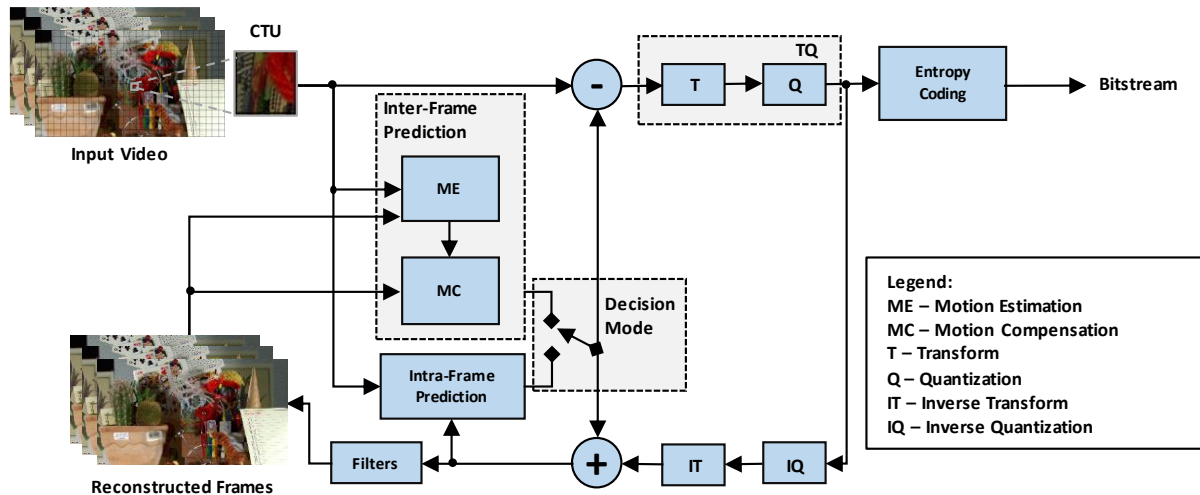 CTU
Input Video
Inter-Frame
Prediction
ME
MC
-
TQ
T
Q
Entropy
Coding
Bitstream
Decision
Mode
Intra-Frame
Prediction
+
IT
IQ
Filters
Reconstructed Frames
Legend:
ME – Motion Estimation
MC – Motion Compensation
T – Transform
Q – Quantization
IT – Inverse Transform
IQ – Inverse Quantization